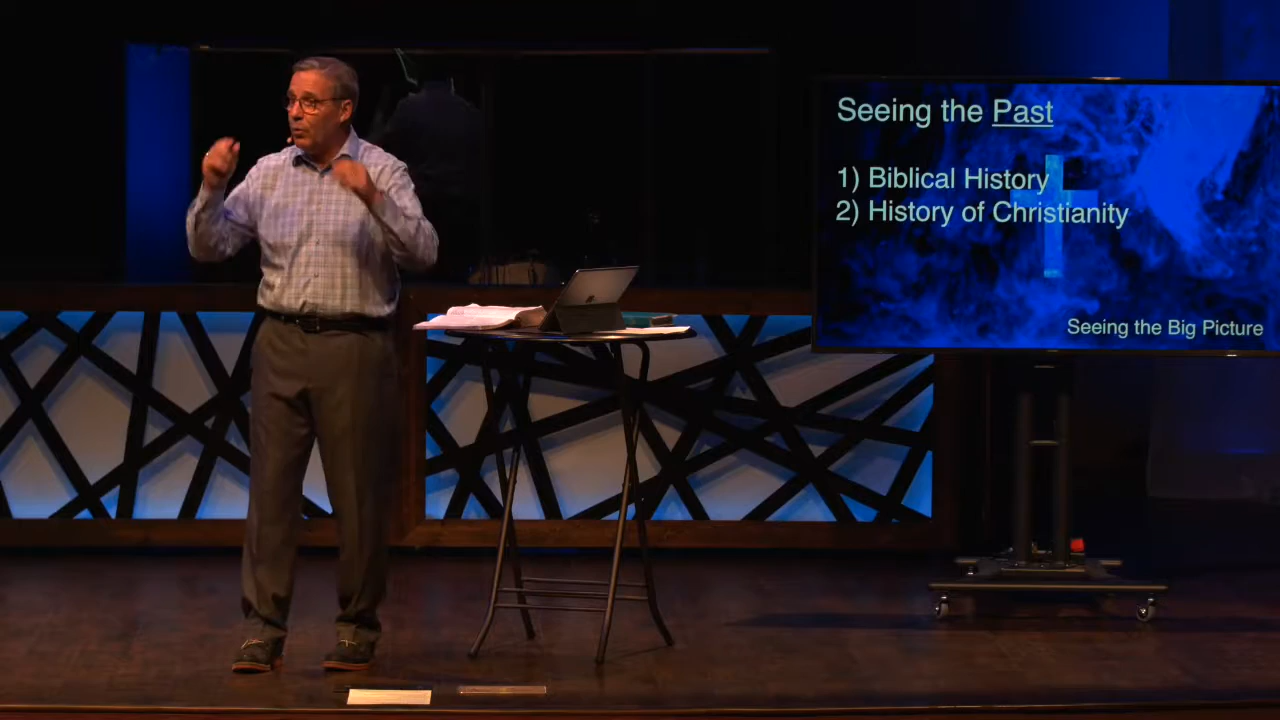 Seeing the Past
1) Biblical History
2) History of Christianity
Seeing the Big Picture